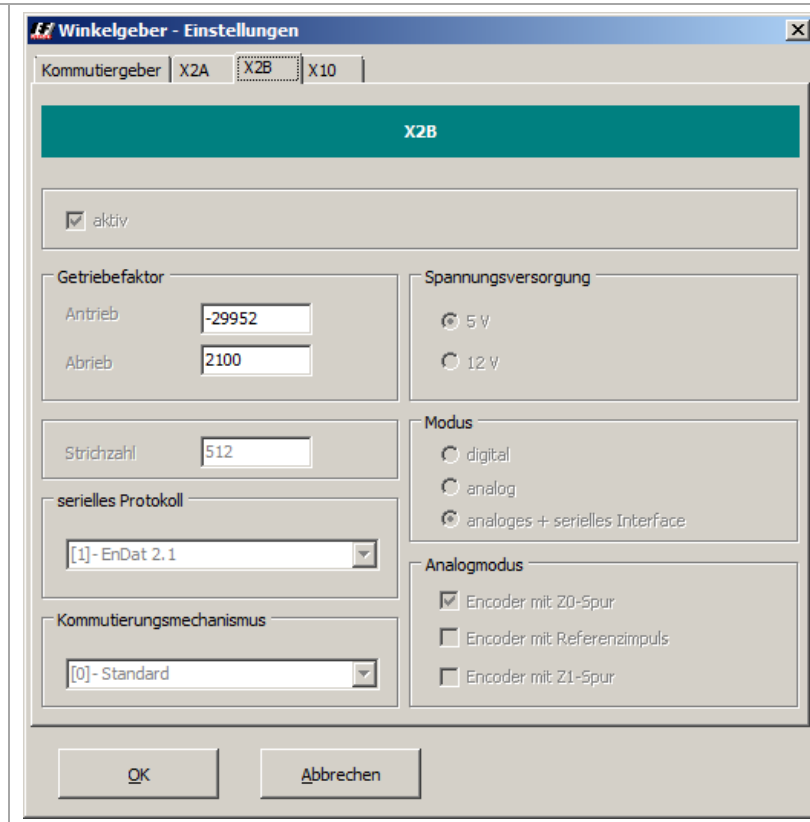 Winkelgeber - Einstellungen
Kommutiergeber X2A X2B X10
X2B
aktiv
Getriebefaktor
Antrieb -29952
Abrieb 2100
Spannungsversorgung
5 V
12 V
Strichzahl 512
Modus
digital
analog
analoges + serielles Interface
serielles Protokoll
[1]- EnDat 2.1
Analogmodus
Encoder mit Z0-Spur
Encoder mit Referenzimpuls
Encoder mit Z1-Spur
Kommutierungsmechanismus
[0]- Standard
OK Abbrechen